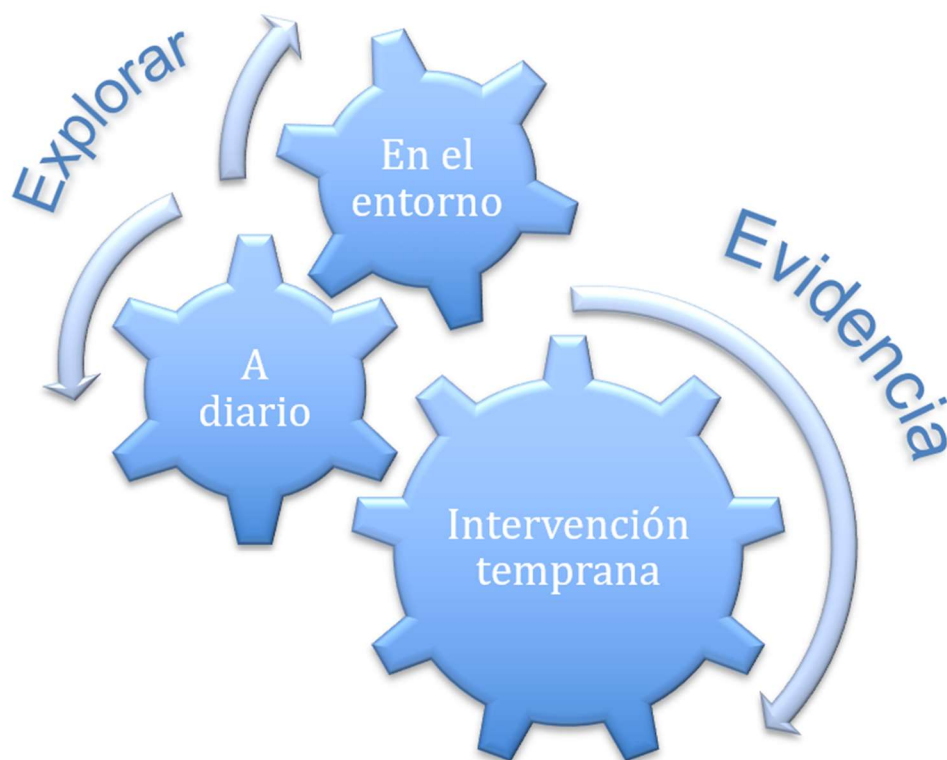 Explorar
En el
entorno
A
diario
Evidencia
Intervención
temprana